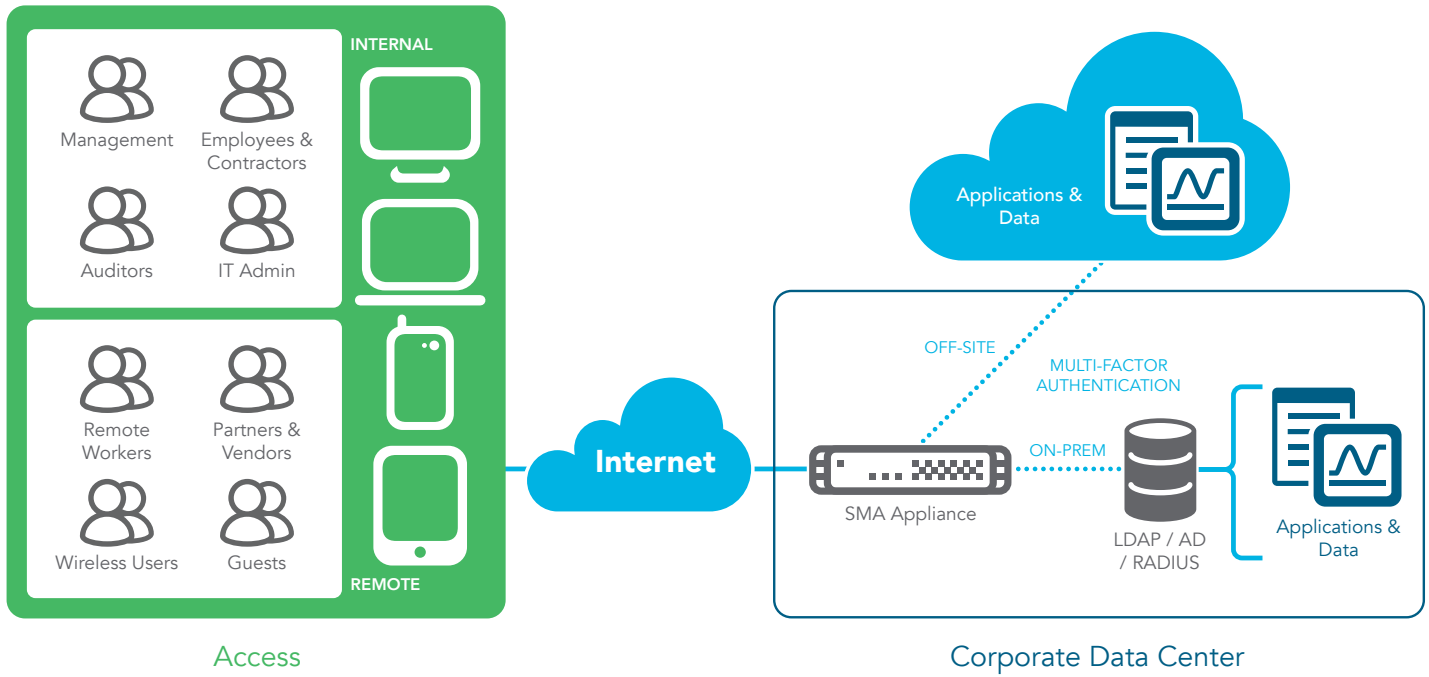 INTERNAL
Management
Employees &
Contractors
Auditors
IT Admin
Remote
Workers
Partners &
Vendors
Wireless Users
Guests
REMOTE
Access
Internet
Applications &
Data
OFF-SITE
MULTI-FACTOR
AUTHENTICATION
ON-PREM
SMA Appliance
LDAP / AD
/ RADIUS
Applications &
Data
Corporate Data Center